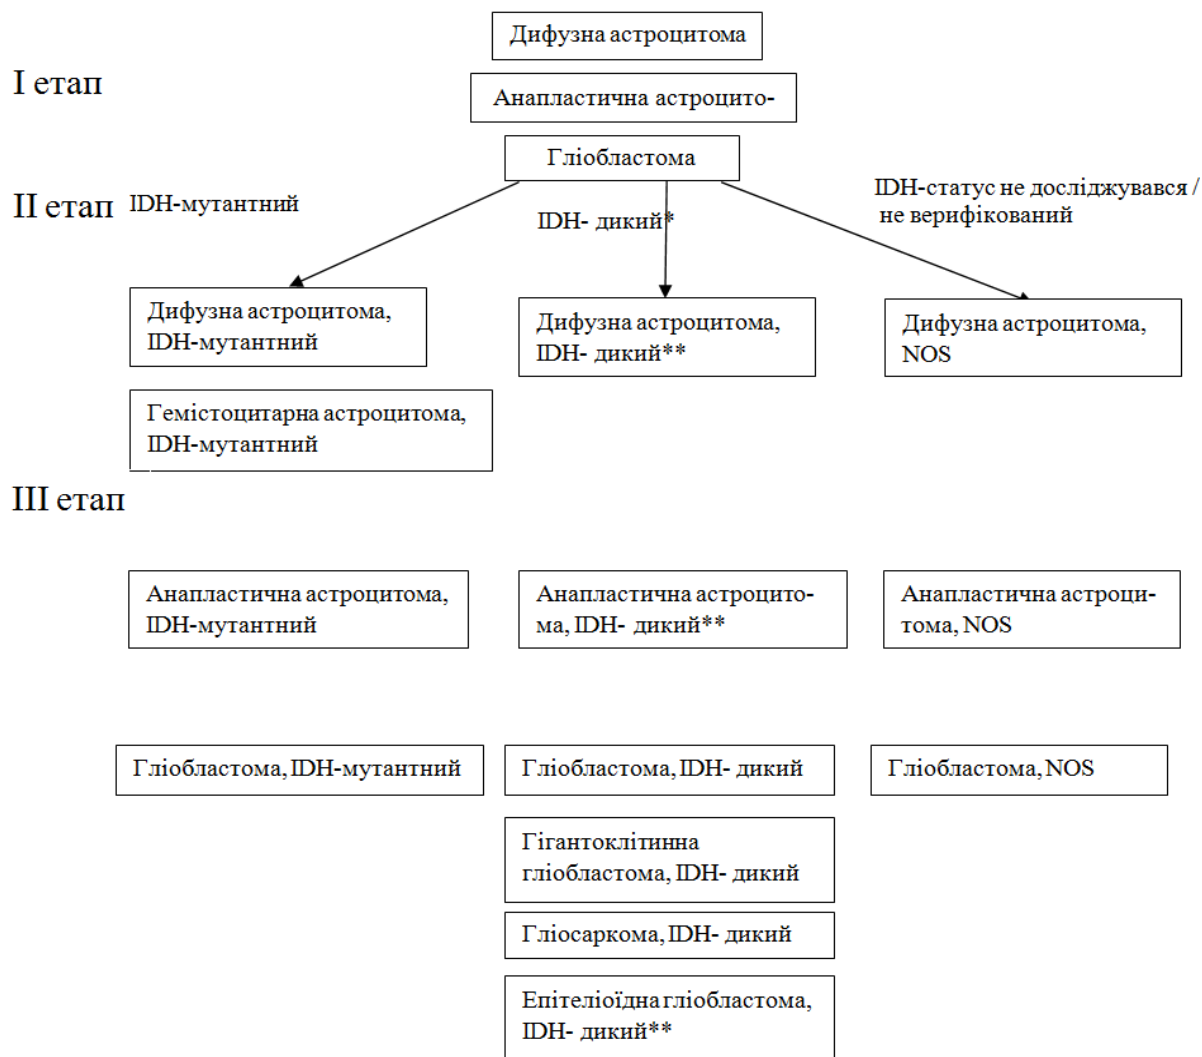 Дифузна астроцитома
І етап
Анапластична астроцито-
Гліобластома
ІІ етап
IDH-мутантний
IDH- дикий*
IDH-статус не досліджувався /
не верифікований
Дифузна астроцитома,
IDH-мутантний
Дифузна астроцитома,
IDH- дикий**
Дифузна астроцитома,
NOS
Гемістоцитарна астроцитома,
IDH-мутантний
ІІІ етап
Анапластична астроцитома,
IDH-мутантний
Анапластична астроцито-
ма, IDH- дикий**
Анапластична астроци-
тома, NOS
Гліобластома, IDH-мутантний
Гліобластома, IDH- дикий
Гліобластома, NOS
Гігантоклітинна
гліобластома, IDH- дикий
Гліосаркома, IDH- дикий
Епітеліоїдна гліобластома,
IDH- дикий**